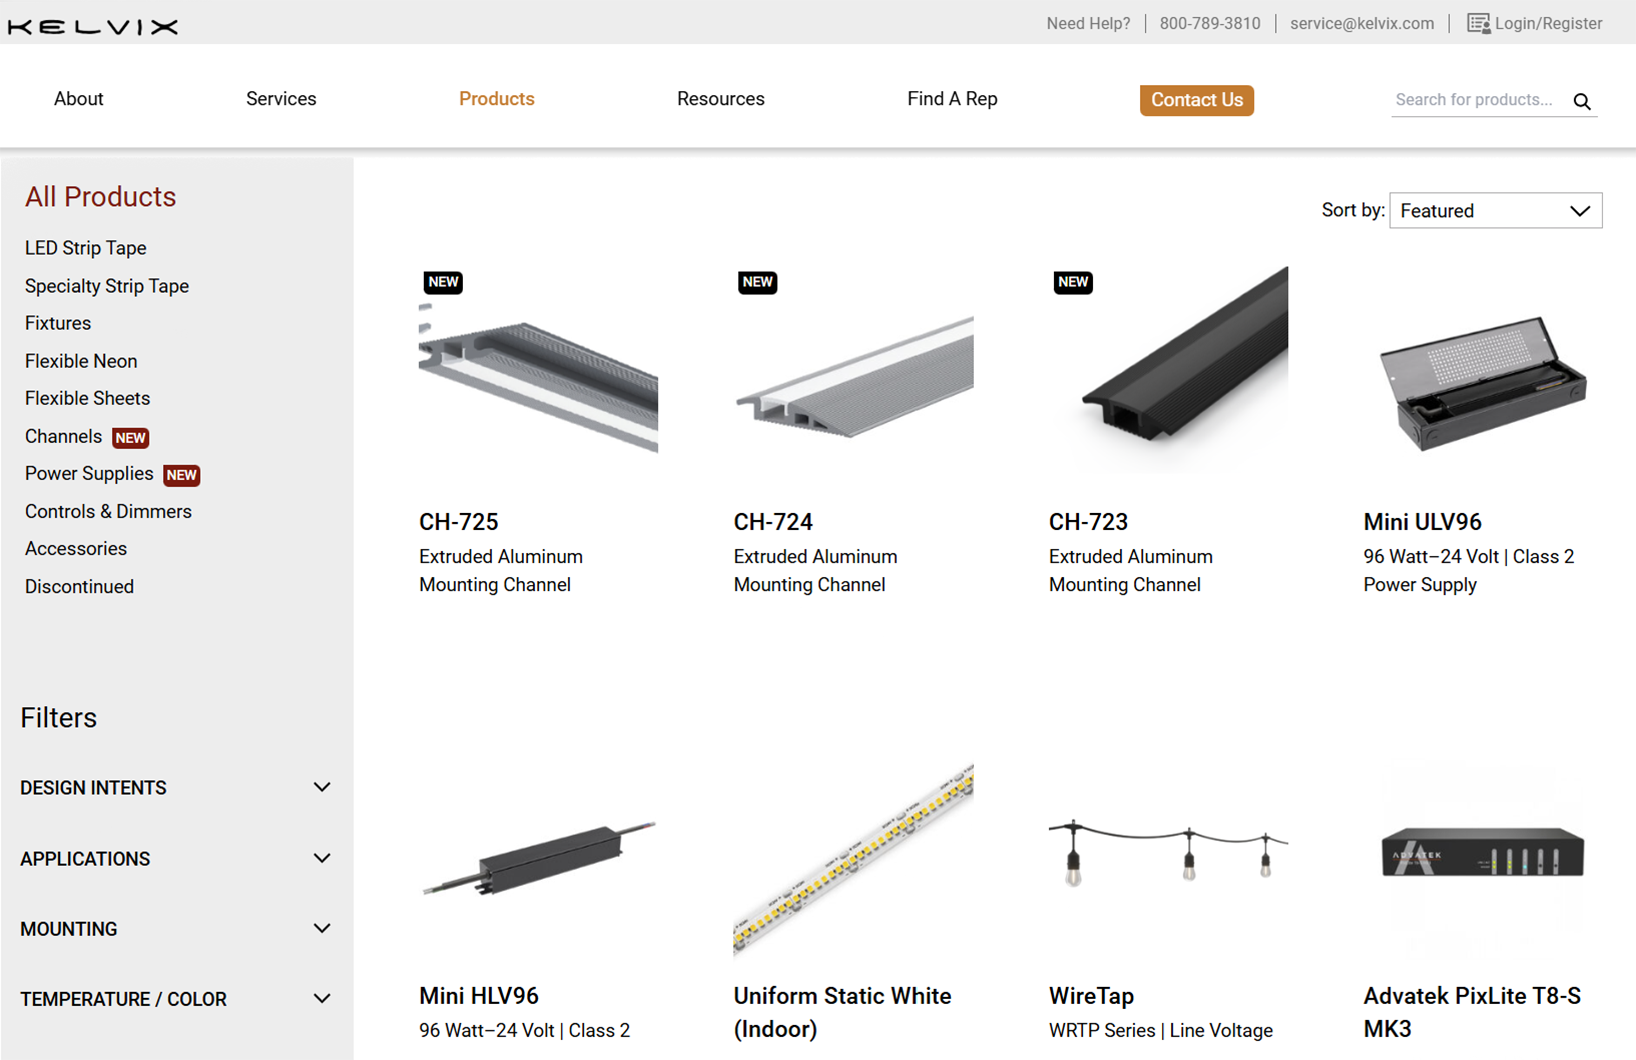 KELVIX
Need Help? | 800-789-3810 | service@kelvix.com | Login/Register
About Services Products Resources Find A Rep Contact Us Search for products...
All Products
LED Strip Tape
Specialty Strip Tape
Fixtures
Flexible Neon
Flexible Sheets
Channels NEW
Power Supplies NEW
Controls & Dimmers
Accessories
Discontinued
Filters
DESIGN INTENTS
APPLICATIONS
MOUNTING
TEMPERATURE / COLOR
Sort by: Featured
NEW
CH-725
Extruded Aluminum
Mounting Channel
NEW
CH-724
Extruded Aluminum
Mounting Channel
NEW
CH-723
Extruded Aluminum
Mounting Channel
Mini ULV96
96 Watt–24 Volt | Class 2
Power Supply
Mini HLV96
96 Watt–24 Volt | Class 2
Uniform Static White
(Indoor)
WireTap
WRTP Series | Line Voltage
ADVATEK
Advatek PixLite T8-S
MK3